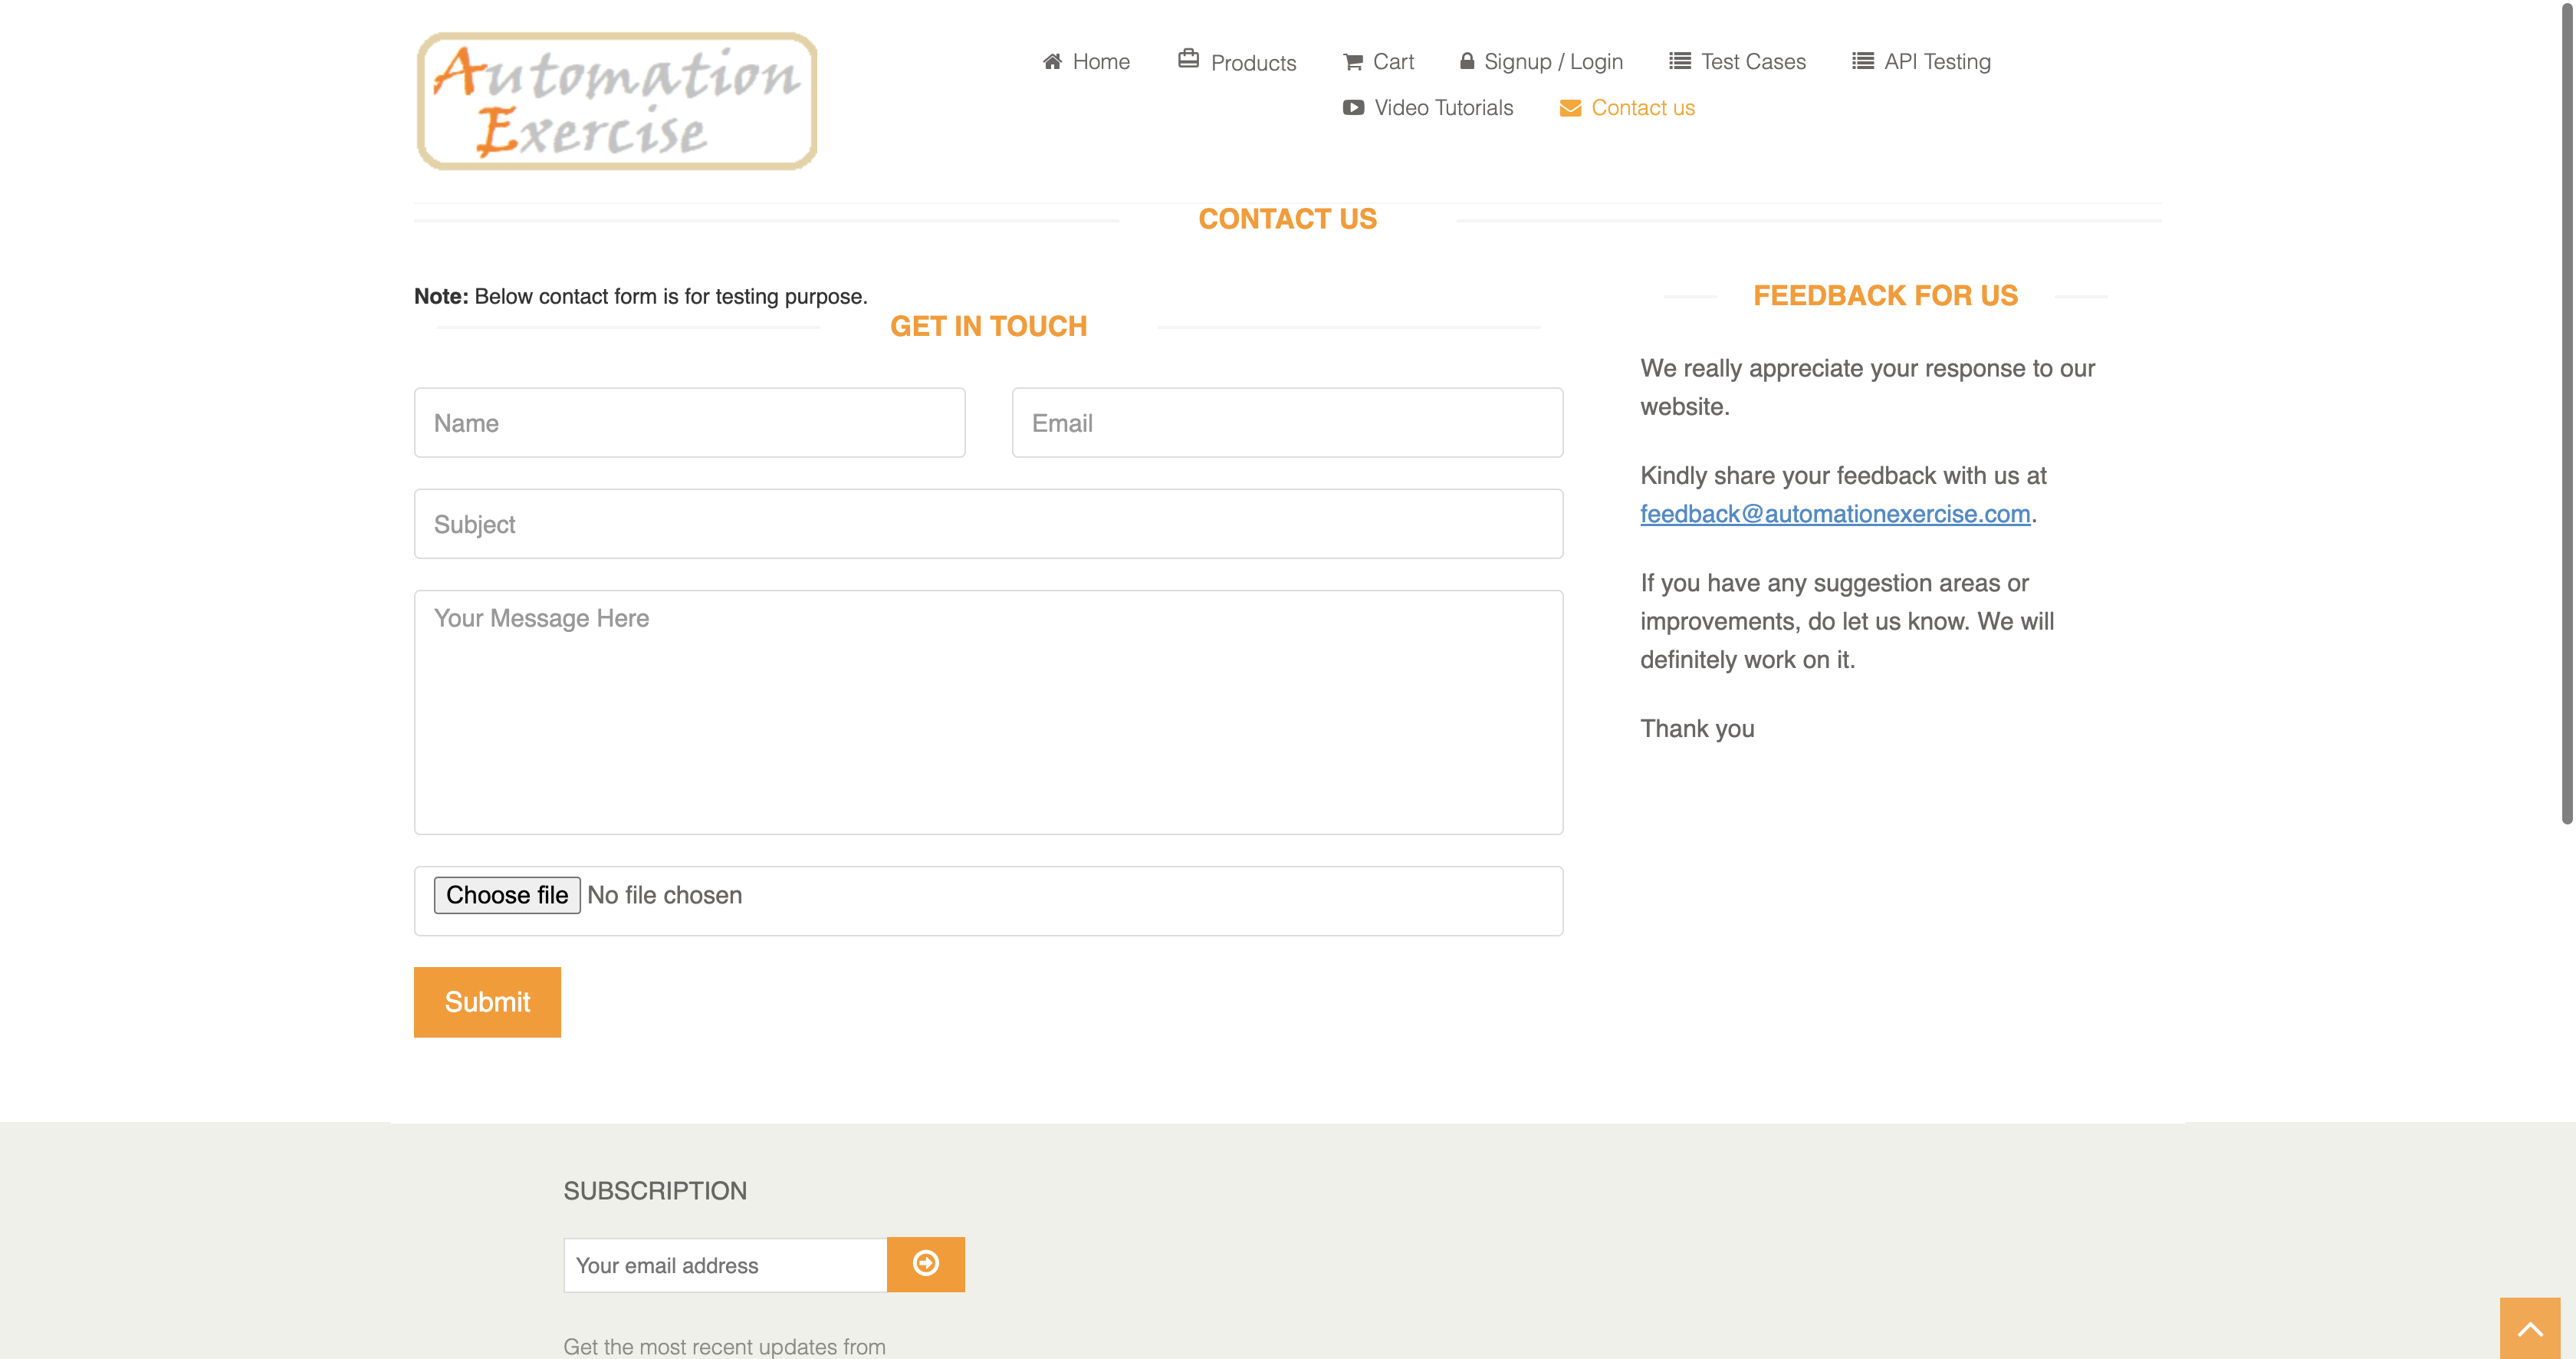 Automation
Exercise
Home
Products
Cart
Signup / Login
Test Cases
API Testing
Video Tutorials
Contact us
CONTACT US
Note: Below contact form is for testing purpose.
GET IN TOUCH
Name
Email
Subject
Your Message Here
Choose file No file chosen
Submit
FEEDBACK FOR US
We really appreciate your response to our
website.
Kindly share your feedback with us at
feedback@automationexercise.com.
If you have any suggestion areas or
improvements, do let us know. We will
definitely work on it.
Thank you
SUBSCRIPTION
Your email address
Get the most recent updates from